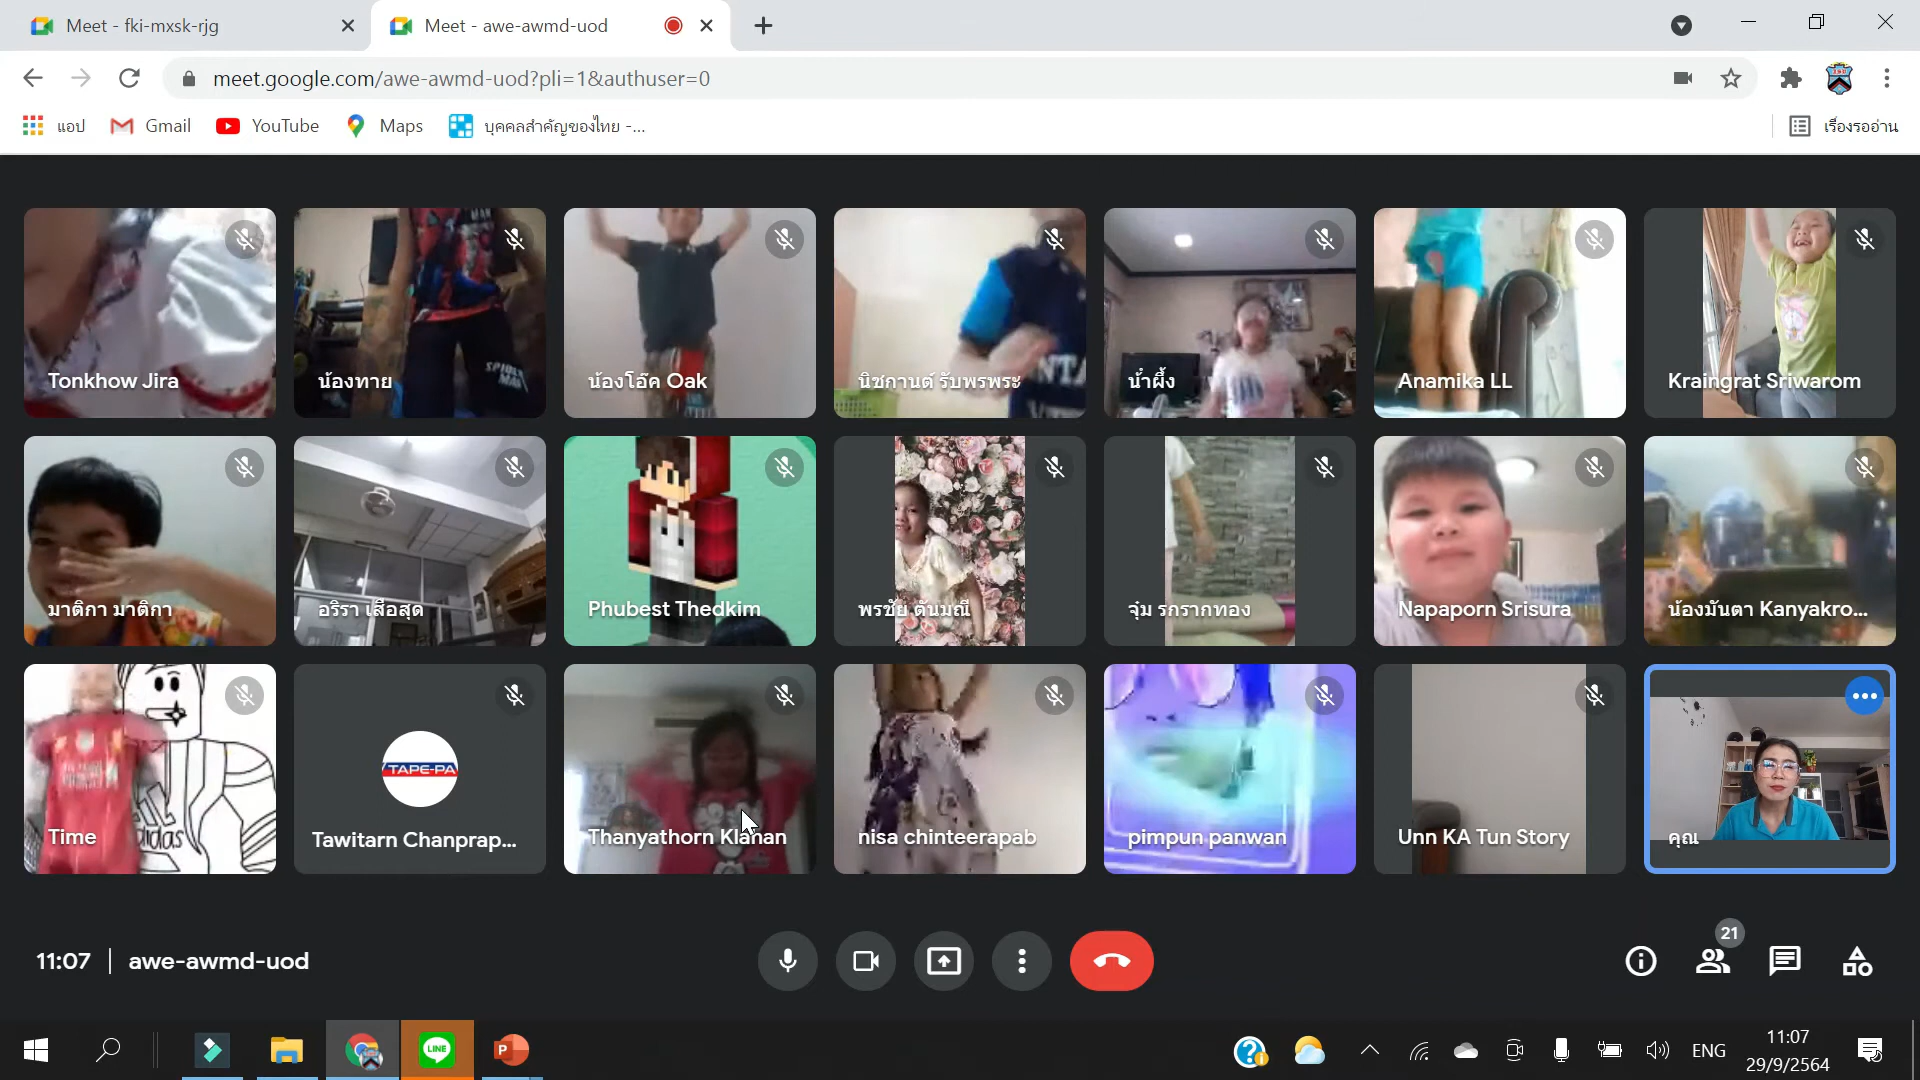 Meet - fki-mxsk-rjg
Meet - awe-awmd-uod
meet.google.com/awe-awmd-uod?pli=1&authuser=0
แอป
Gmail
YouTube
Maps
บุคคลสำคัญของไทย -...
เรื่องรออ่าน
Tonkhow Jira
น้องทาย
น้องโอ๊ค Oak
นิชกานต์ รับพรพระ
น้ำผึ้ง
Anamika LL
Kraingrat Sriwarom
มาติกา มาติกา
อริรา เสือสุด
Phubest Thedkim
พรชัย ตันมณี
จุ๋ม รกรากทอง
Napaporn Srisura
น้องมันตา Kanyakro...
Time
adidas
Tawitarn Chanprap...
TAPE-PA
Thanyathorn Klahan
nisa chinteerapab
pimpun panwan
Unn KA Tun Story
คุณ
SPIDER MAN
11:07 | awe-awmd-uod
21
LINE
P
ENG
11:07
29/9/2564